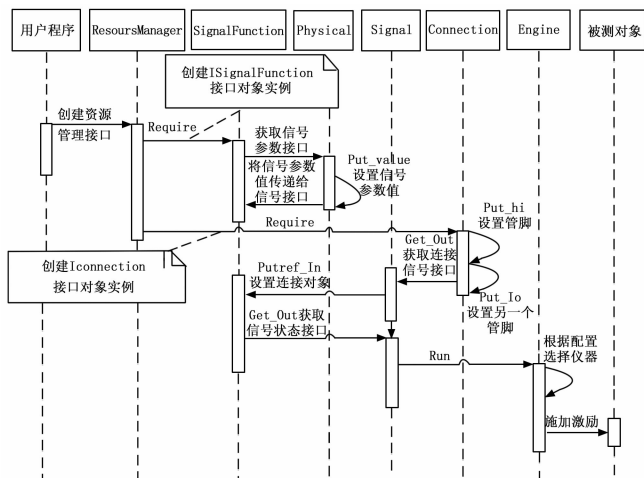 用户程序
ResoursManager
SignalFunction
Physical
Signal
Connection
Engine
被测对象
创建ISignalFunction
接口对象实例
创建资源
管理接口
Require
获取信号
参数接口
将信号参数
值传递给
信号接口
Put_value
设置信号
参数值
Require
Put_hi
设置管脚
Get_Out
获取连接
信号接口
创建Iconnection
接口对象实例
Putref_In
设置连接对象
Put_Io
设置另一个
管脚
Get_Out获取
信号状态接口
Run
根据配置
选择仪器
施加激励